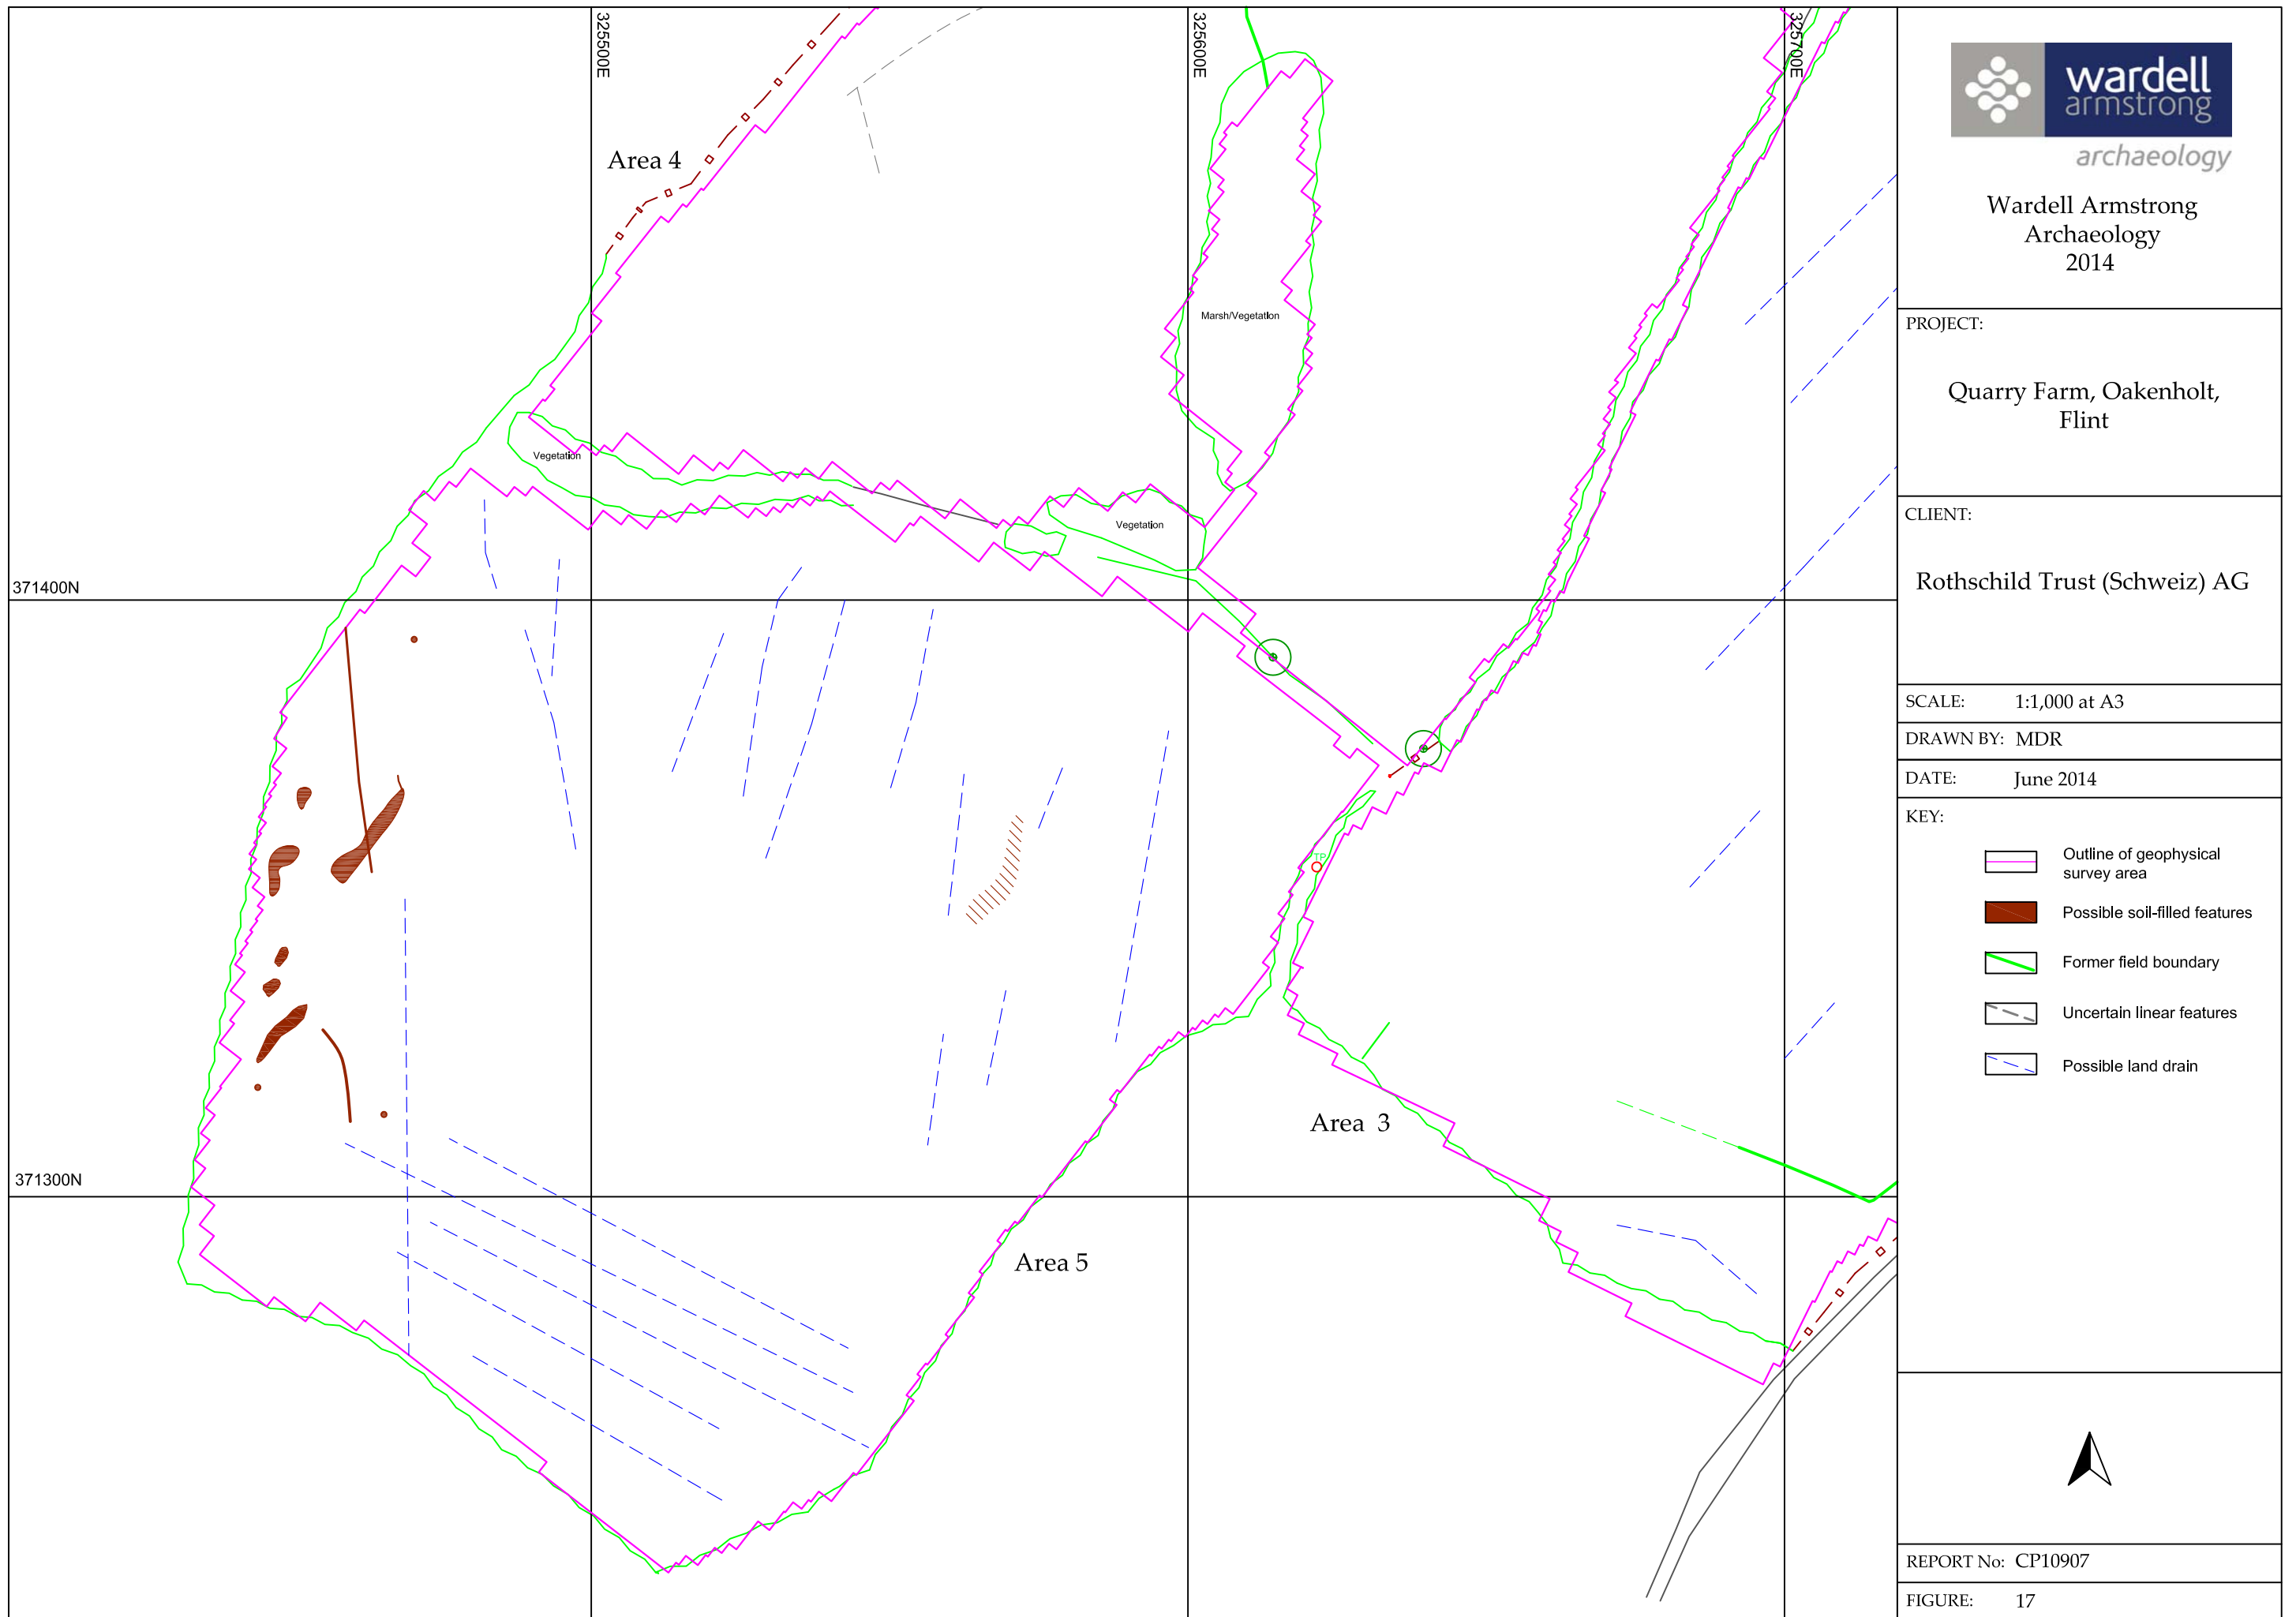 325500E
325600E
325700E
Area 4
Marsh/Vegetation
Vegetation
Vegetation
371400N
TP
Area 3
371300N
Area 5
wardell
armstrong
archaeology
Wardell Armstrong
Archaeology
2014
PROJECT:
Quarry Farm, Oakenholt,
Flint
CLIENT:
Rothschild Trust (Schweiz) AG
SCALE: 1:1,000 at A3
DRAWN BY: MDR
DATE: June 2014
KEY:
Outline of geophysical
survey area
Possible soil-filled features
Former field boundary
Uncertain linear features
Possible land drain
REPORT No: CP10907
FIGURE: 17